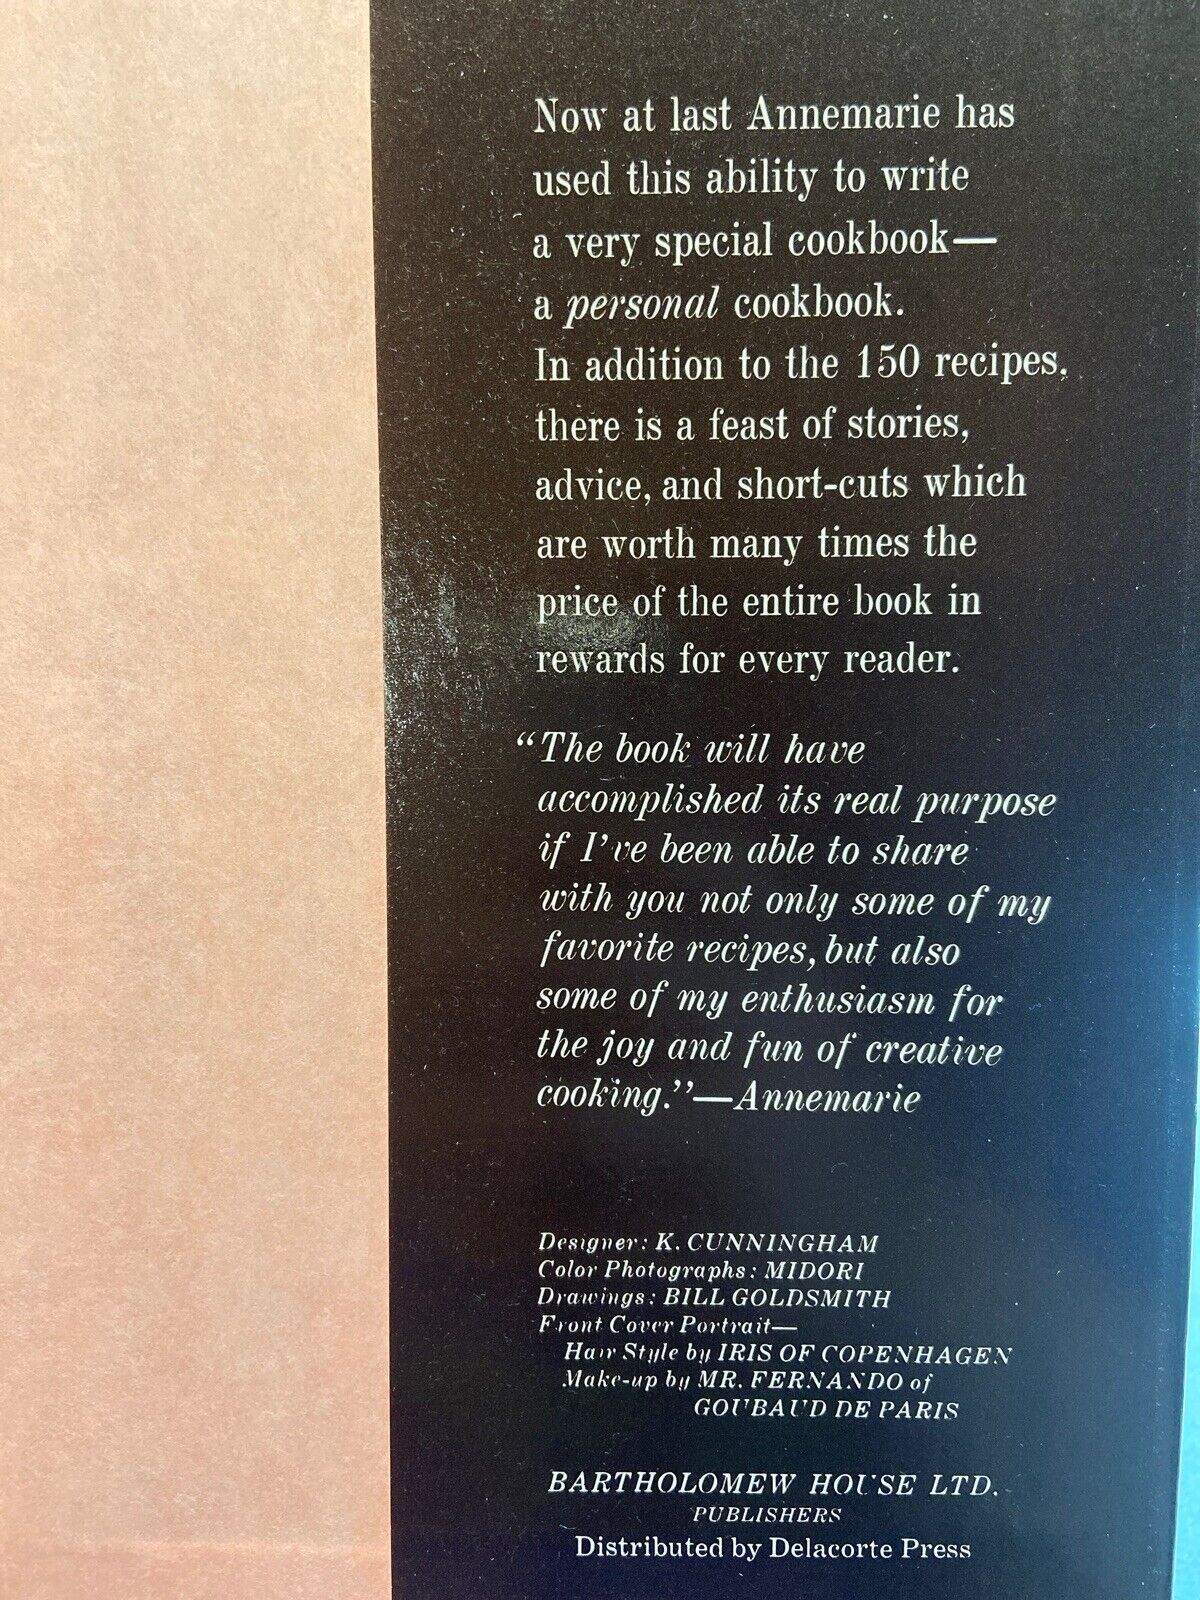 Now at last Annemarie has
used this ability to write
a very special cookbook—
a personal cookbook.
In addition to the 150 recipes,
there is a feast of stories,
advice, and short-cuts which
are worth many times the
price of the entire book in
rewards for every reader.
“The book will have
accomplished its real purpose
if I’ve been able to share
with you not only some of my
favorite recipes, but also
some of my enthusiasm for
the joy and fun of creative
cooking.”—Annemarie
Designer: K. CUNNINGHAM
Color Photographs: MIDORI
Drawings: BILL GOLDSMITH
Front Cover Portrait—
Hair Style by IRIS OF COPENHAGEN
Make-up by MR. FERNANDO of
GOUBAUD DE PARIS
BARTHOLOMEW HOUSE LTD.
PUBLISHERS
Distributed by Delacorte Press